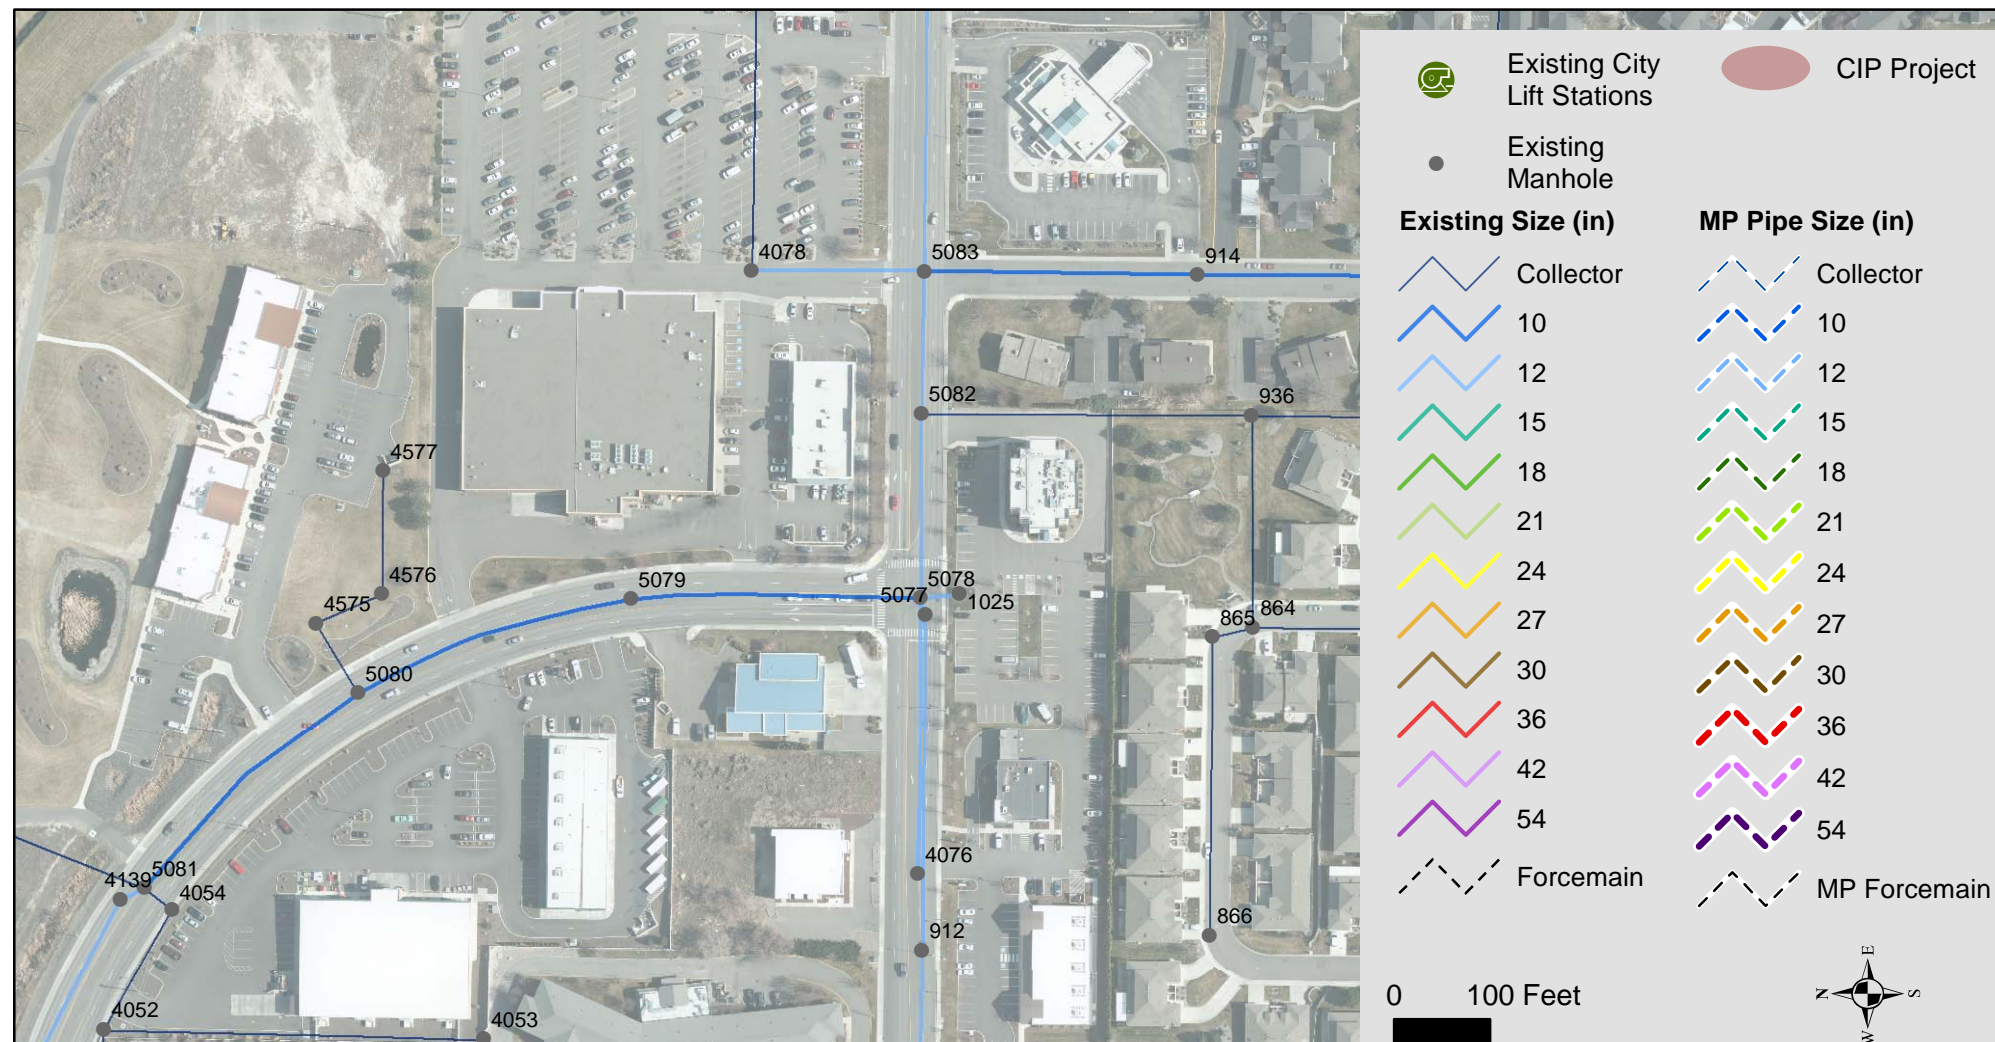 Existing City
Lift Stations
CIP Project
Existing
Manhole
Existing Size (in)
MP Pipe Size (in)
Collector
Collector
10
10
12
12
15
15
18
18
21
21
24
24
27
27
30
30
36
36
42
42
54
54
Forcemain
MP Forcemain
0
100 Feet
E
N
S
W
4078
5083
914
5082
936
4577
4576
4575
5079
5078
5077
1025
865
864
5080
4076
5081
4139
4054
912
866
4052
4053